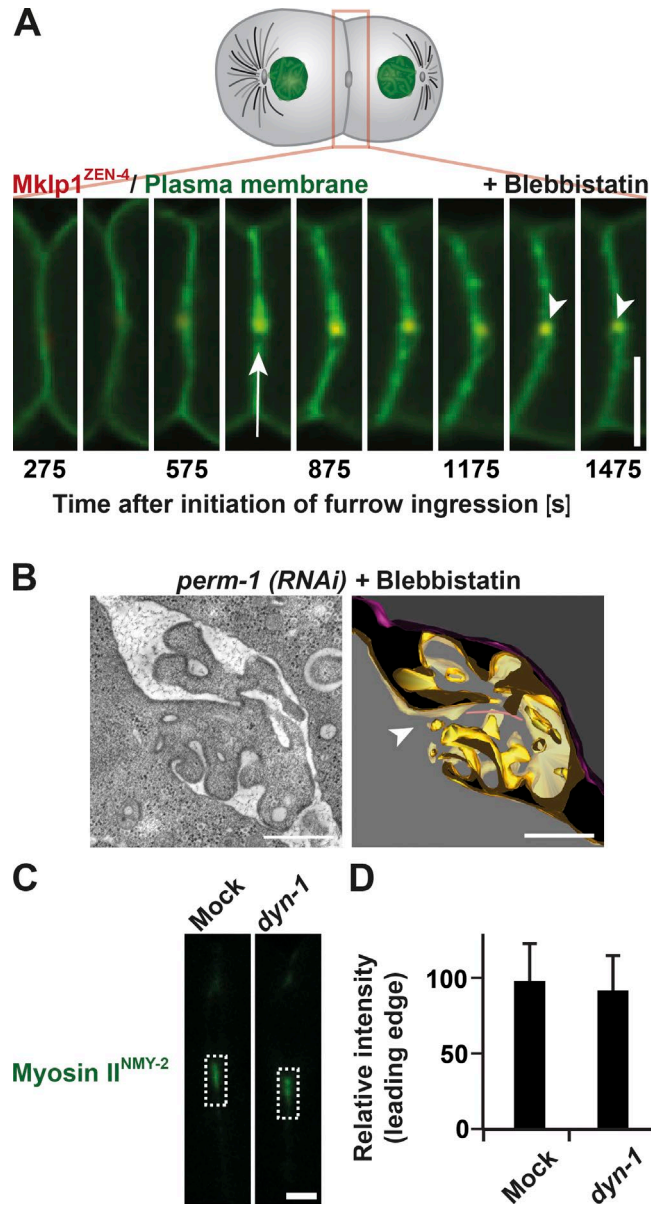 A
Mklp1ZEN-4 / Plasma membrane + Blebbistatin
275 575 875 1175 1475
Time after initiation of furrow ingression [s]
B
perm-1 (RNAi) + Blebbistatin
C
Mock dyn-1
Myosin IINMY-2
D
Relative intensity
(leading edge)
100
50
0
Mock dyn-1